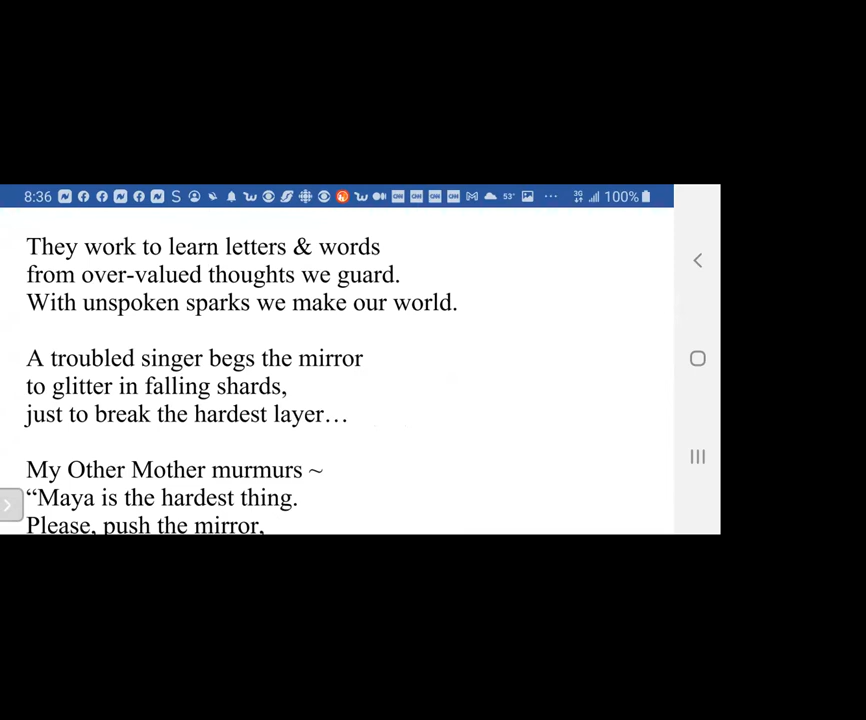 8:36 53° 3G 100%
They work to learn letters & words
from over-valued thoughts we guard.
With unspoken sparks we make our world.
A troubled singer begs the mirror
to glitter in falling shards,
just to break the hardest layer…
My Other Mother murmurs ~
“Maya is the hardest thing.
Please, push the mirror,